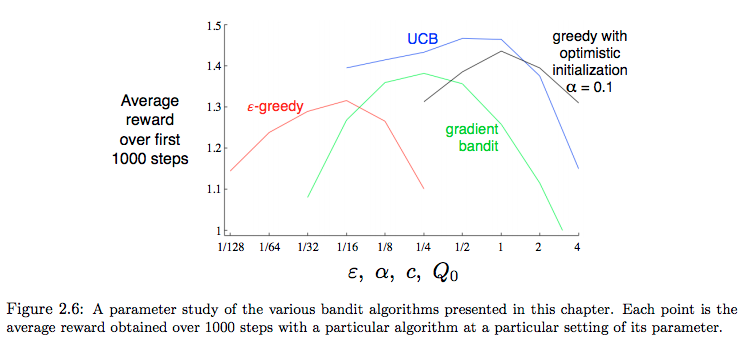 1.5
1.4
1.3
1.2
1.1
1
Average
reward
over first
1000 steps
ε-greedy
UCB
gradient
bandit
greedy with
optimistic
initialization
α = 0.1
1/128 1/64 1/32 1/16 1/8 1/4 1/2 1 2 4
ε, α, c, Q₀
Figure 2.6: A parameter study of the various bandit algorithms presented in this chapter. Each point is the
average reward obtained over 1000 steps with a particular algorithm at a particular setting of its parameter.